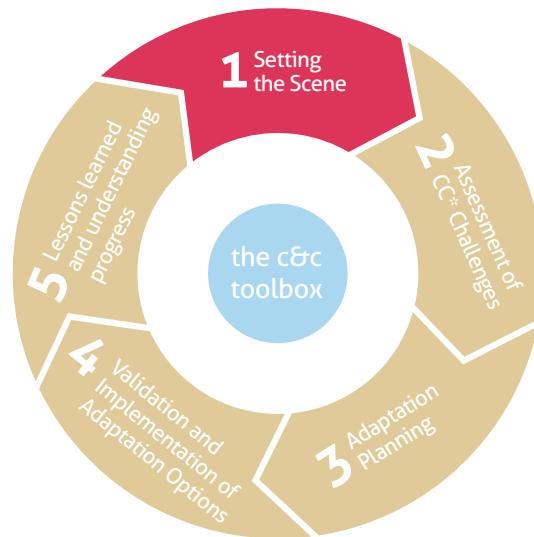 1 Setting
the Scene
2 Assessment of
CC* Challenges
3 Adaptation
Planning
4 Validation and
Implementation of
Adaptation Options
5 Lessons learned
and understanding
progress
the c&c
toolbox